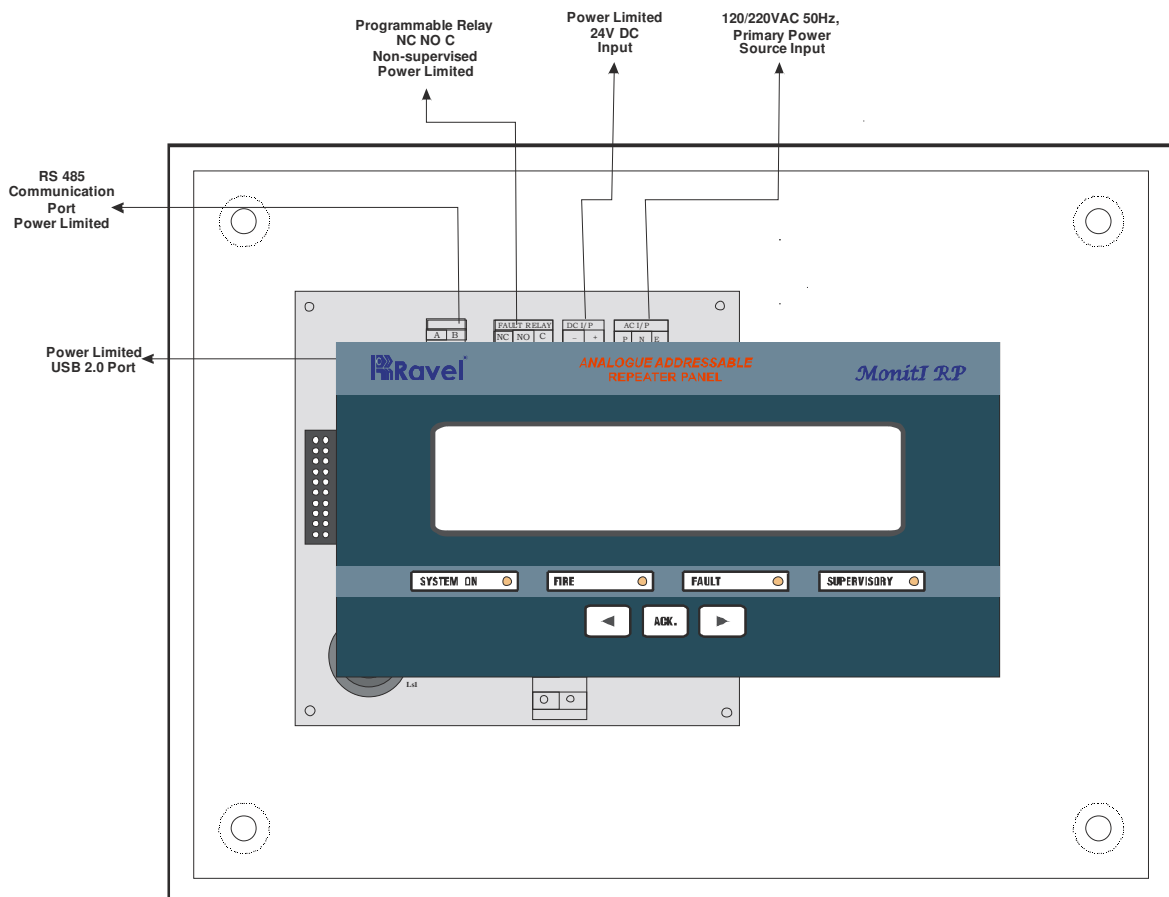 Programmable Relay
NC NO C
Non-supervised
Power Limited
Power Limited
24V DC
Input
120/220VAC 50Hz,
Primary Power
Source Input
RS 485
Communication
Port
Power Limited
Power Limited
USB 2.0 Port
A B
FAULT RELAY
NC NO C
DC I/P
– +
AC I/P
P N E
Ravel
ANALOGUE ADDRESSABLE
REPEATER PANEL
MonitI RP
SYSTEM ON
FIRE
FAULT
SUPERVISORY
ACK.
Ls1